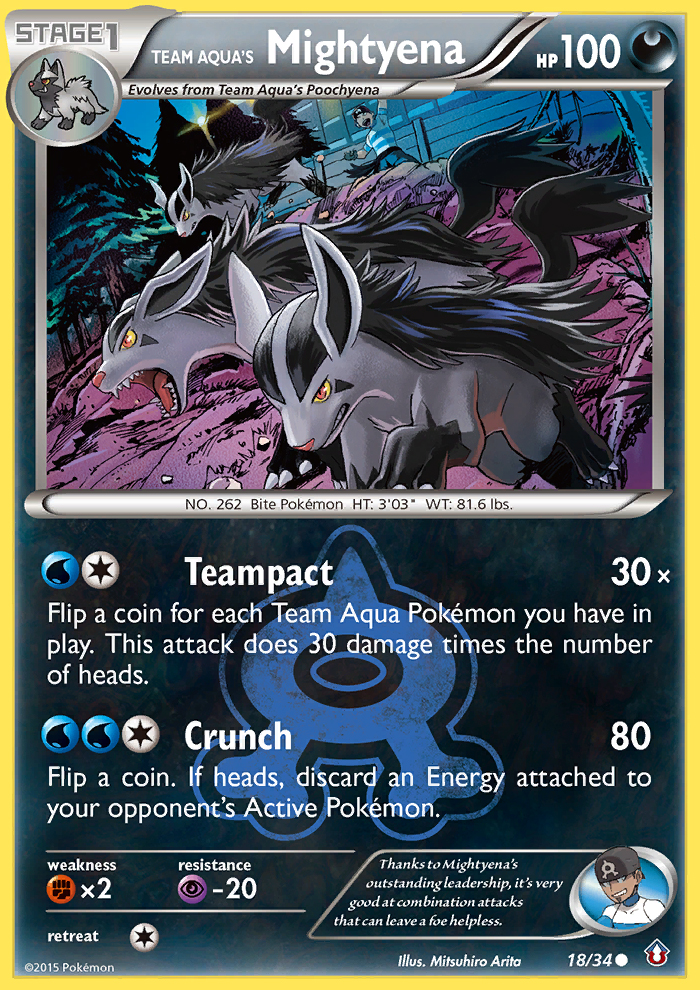 STAGE1
TEAM AQUA'S Mightyena HP100
Evolves from Team Aqua's Poochyena
NO. 262 Bite Pokémon HT: 3'03" WT: 81.6 lbs.
Teampact 30×
Flip a coin for each Team Aqua Pokémon you have in
play. This attack does 30 damage times the number
of heads.
Crunch 80
Flip a coin. If heads, discard an Energy attached to
your opponent's Active Pokémon.
weakness resistance
×2 -20
retreat
Thanks to Mightyena's
outstanding leadership, it's very
good at combination attacks
that can leave a foe helpless.
©2015 Pokémon Illus. Mitsuhiro Arita 18/34